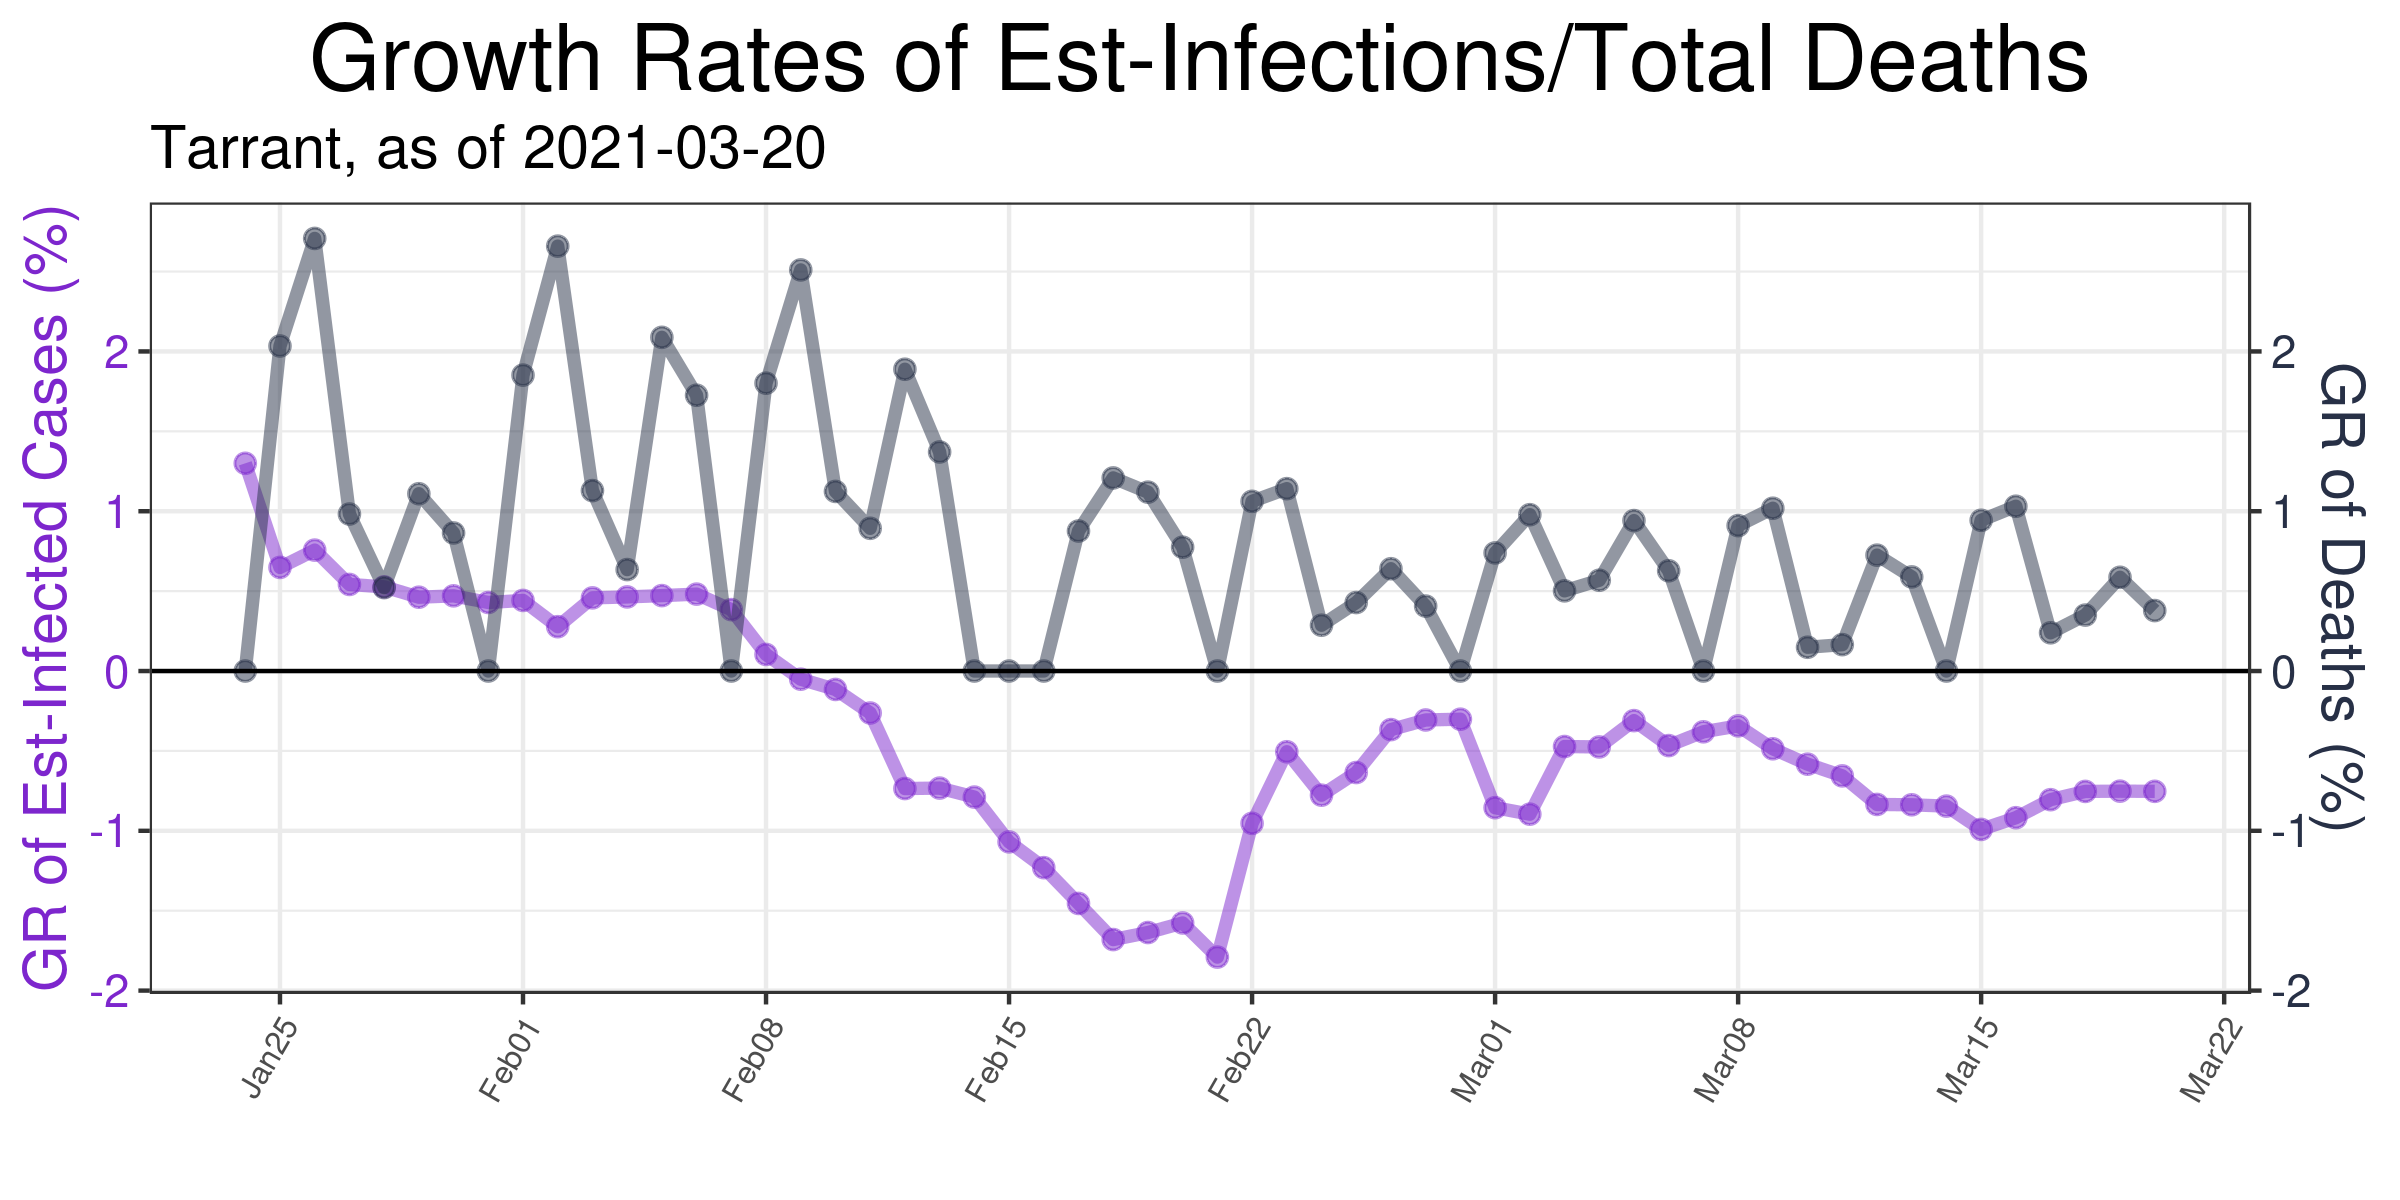 Growth Rates of Est-Infections/Total Deaths
Tarrant, as of 2021-03-20
GR of Est-Infected Cases (%)
2
1
0
-1
-2
2
1
0
-1
-2
GR of Deaths (%)
Jan25
Feb01
Feb08
Feb15
Feb22
Mar01
Mar08
Mar15
Mar22